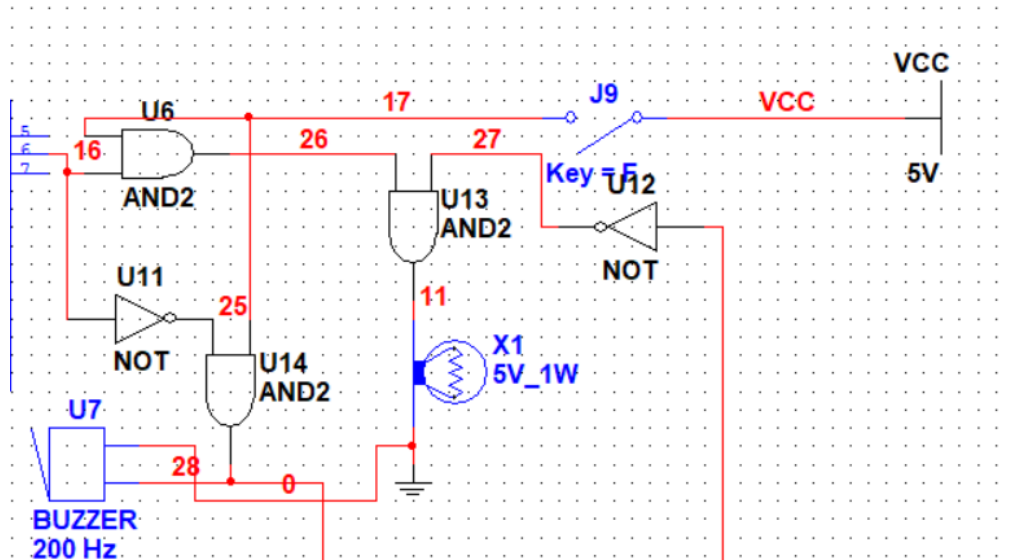 VCC
J9
17
VCC
U6
5
6
7
16
26
27
Key = F
U12
5V
AND2
U13
AND2
NOT
U11
25
11
NOT
U14
AND2
X1
5V_1W
U7
28
0
BUZZER
200 Hz